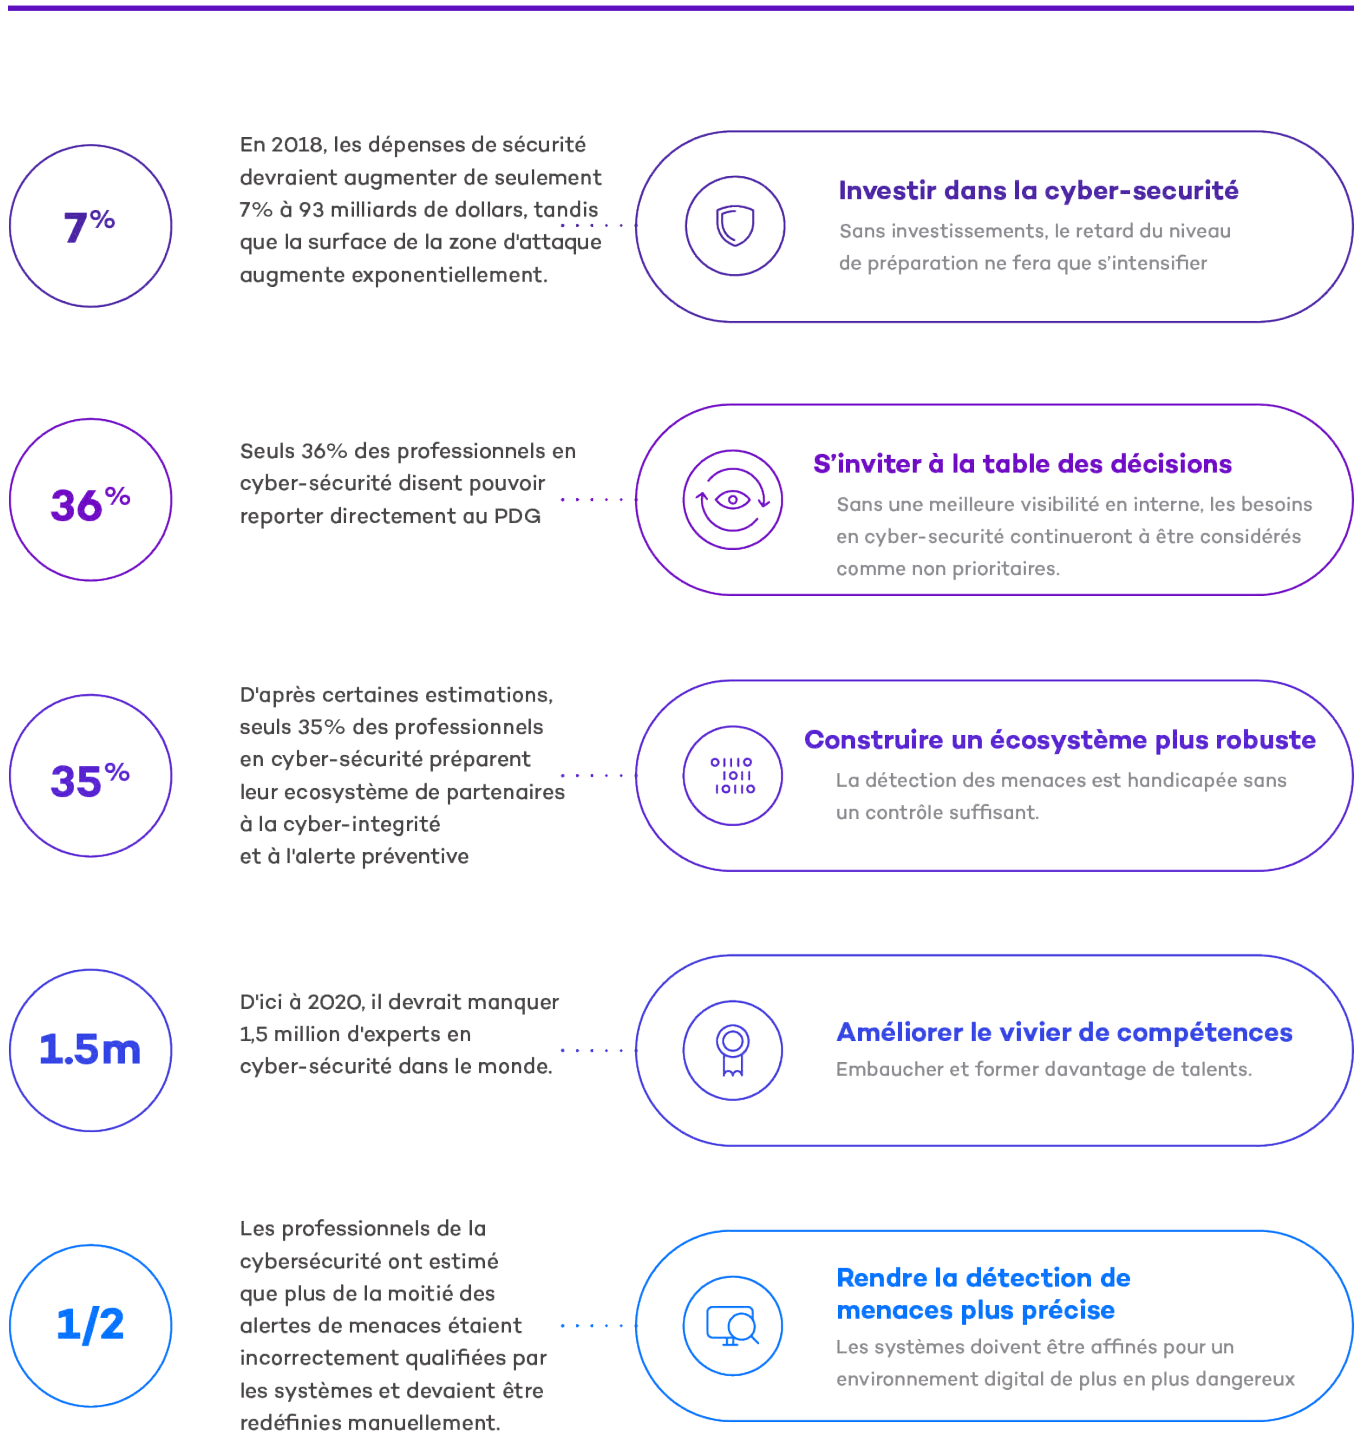 7%
En 2018, les dépenses de sécurité
devraient augmenter de seulement
7% à 93 milliards de dollars, tandis
que la surface de la zone d'attaque
augmente exponentiellement.
Investir dans la cyber-securité
Sans investissements, le retard du niveau
de préparation ne fera que s’intensifier
36%
Seuls 36% des professionnels en
cyber-sécurité disent pouvoir
reporter directement au PDG
S’inviter à la table des décisions
Sans une meilleure visibilité en interne, les besoins
en cyber-securité continueront à être considérés
comme non prioritaires.
35%
D'après certaines estimations,
seuls 35% des professionnels
en cyber-sécurité préparent
leur ecosystème de partenaires
à la cyber-integrité
et à l'alerte préventive
Construire un écosystème plus robuste
La détection des menaces est handicapée sans
un contrôle suffisant.
1.5m
D'ici à 2020, il devrait manquer
1,5 million d'experts en
cyber-sécurité dans le monde.
Améliorer le vivier de compétences
Embaucher et former davantage de talents.
1/2
Les professionnels de la
cybersécurité ont estimé
que plus de la moitié des
alertes de menaces étaient
incorrectement qualifiées par
les systèmes et devaient être
redéfinies manuellement.
Rendre la détection de
menaces plus précise
Les systèmes doivent être affinés pour un
environnement digital de plus en plus dangereux